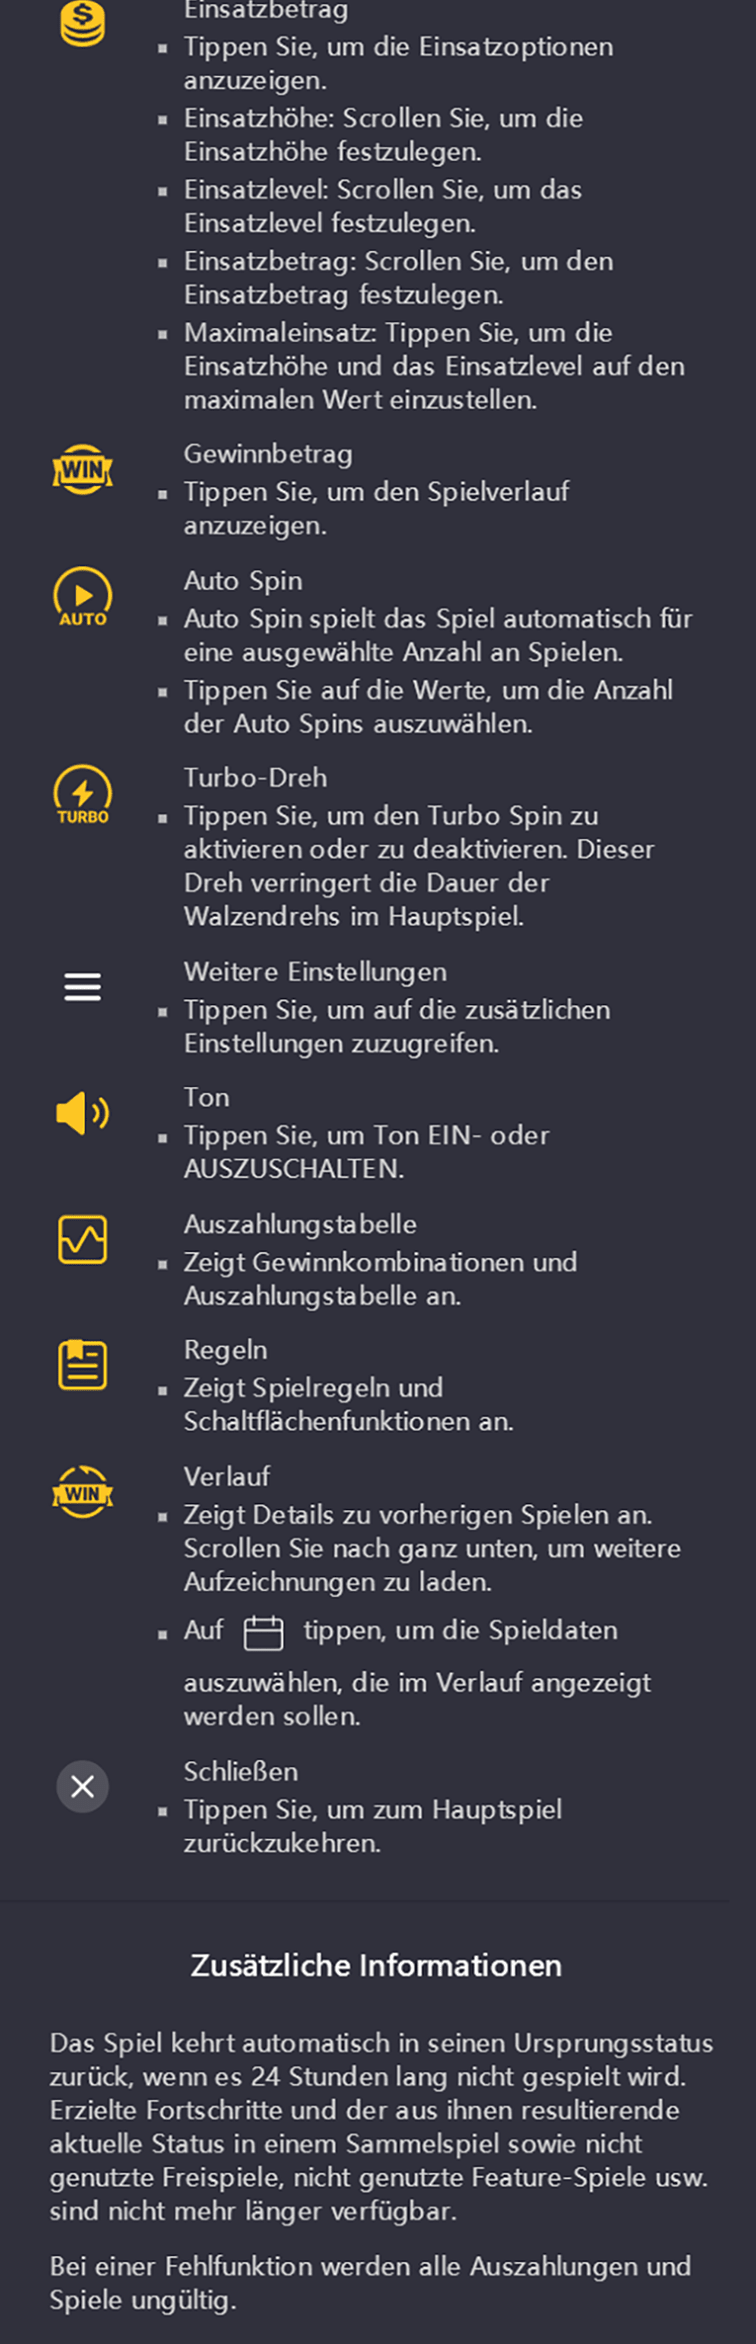 Einsatzbetrag
▪ Tippen Sie, um die Einsatzoptionen
anzuzeigen.
▪ Einsatzhöhe: Scrollen Sie, um die
Einsatzhöhe festzulegen.
▪ Einsatzlevel: Scrollen Sie, um das
Einsatzlevel festzulegen.
▪ Einsatzbetrag: Scrollen Sie, um den
Einsatzbetrag festzulegen.
▪ Maximaleinsatz: Tippen Sie, um die
Einsatzhöhe und das Einsatzlevel auf den
maximalen Wert einzustellen.
WIN Gewinnbetrag
▪ Tippen Sie, um den Spielverlauf
anzuzeigen.
Auto Spin
AUTO ▪ Auto Spin spielt das Spiel automatisch für
eine ausgewählte Anzahl an Spielen.
▪ Tippen Sie auf die Werte, um die Anzahl
der Auto Spins auszuwählen.
Turbo-Dreh
TURBO ▪ Tippen Sie, um den Turbo Spin zu
aktivieren oder zu deaktivieren. Dieser
Dreh verringert die Dauer der
Walzendrehs im Hauptspiel.
Weitere Einstellungen
▪ Tippen Sie, um auf die zusätzlichen
Einstellungen zuzugreifen.
Ton
▪ Tippen Sie, um Ton EIN- oder
AUSZUSCHALTEN.
Auszahlungstabelle
▪ Zeigt Gewinnkombinationen und
Auszahlungstabelle an.
Regeln
▪ Zeigt Spielregeln und
Schaltflächenfunktionen an.
WIN Verlauf
▪ Zeigt Details zu vorherigen Spielen an.
Scrollen Sie nach ganz unten, um weitere
Aufzeichnungen zu laden.
▪ Auf tippen, um die Spieldaten
auszuwählen, die im Verlauf angezeigt
werden sollen.
Schließen
▪ Tippen Sie, um zum Hauptspiel
zurückzukehren.
Zusätzliche Informationen
Das Spiel kehrt automatisch in seinen Ursprungsstatus
zurück, wenn es 24 Stunden lang nicht gespielt wird.
Erzielte Fortschritte und der aus ihnen resultierende
aktuelle Status in einem Sammelspiel sowie nicht
genutzte Freispiele, nicht genutzte Feature-Spiele usw.
sind nicht mehr länger verfügbar.
Bei einer Fehlfunktion werden alle Auszahlungen und
Spiele ungültig.